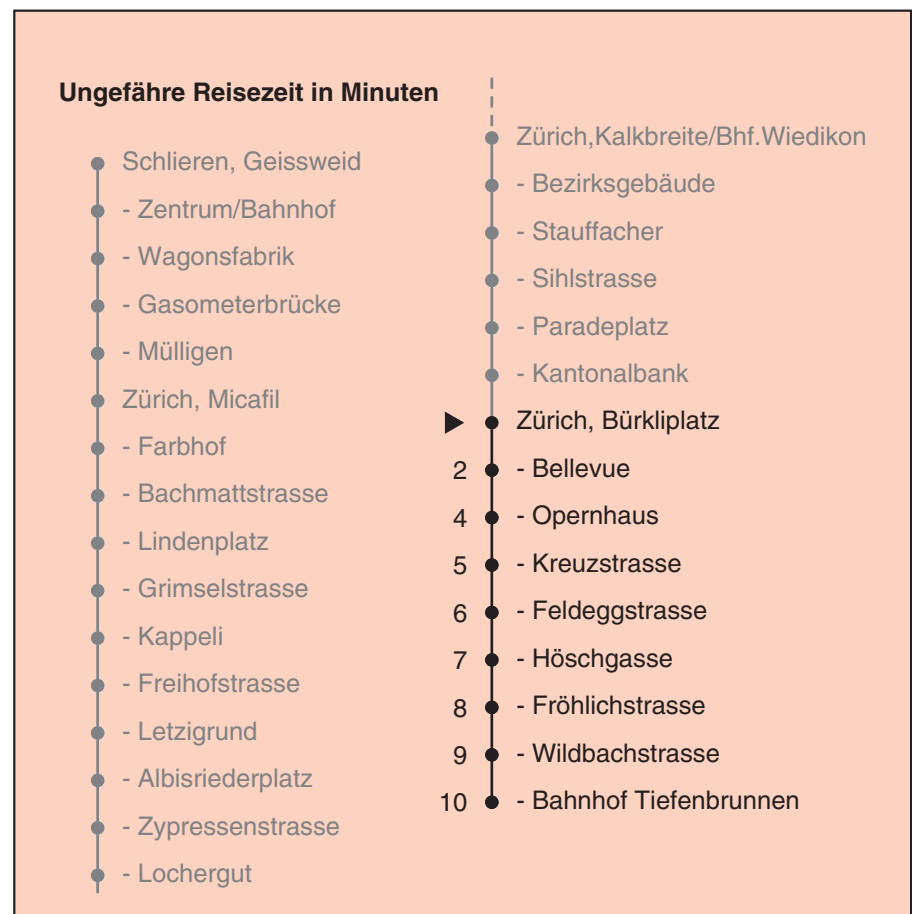 Ungefähre Reisezeit in Minuten
Schlieren, Geissweid
- Zentrum/Bahnhof
- Wagonsfabrik
- Gasometerbrücke
- Mülligen
Zürich, Micafil
- Farbhof
- Bachmattstrasse
- Lindenplatz
- Grimselstrasse
- Kappeli
- Freihofstrasse
- Letzigrund
- Albisriederplatz
- Zypressenstrasse
- Lochergut
Zürich,Kalkbreite/Bhf.Wiedikon
- Bezirksgebäude
- Stauffacher
- Sihlstrasse
- Paradeplatz
- Kantonalbank
Zürich, Bürkliplatz
2 - Bellevue
4 - Opernhaus
5 - Kreuzstrasse
6 - Feldeggstrasse
7 - Höschgasse
8 - Fröhlichstrasse
9 - Wildbachstrasse
10 - Bahnhof Tiefenbrunnen